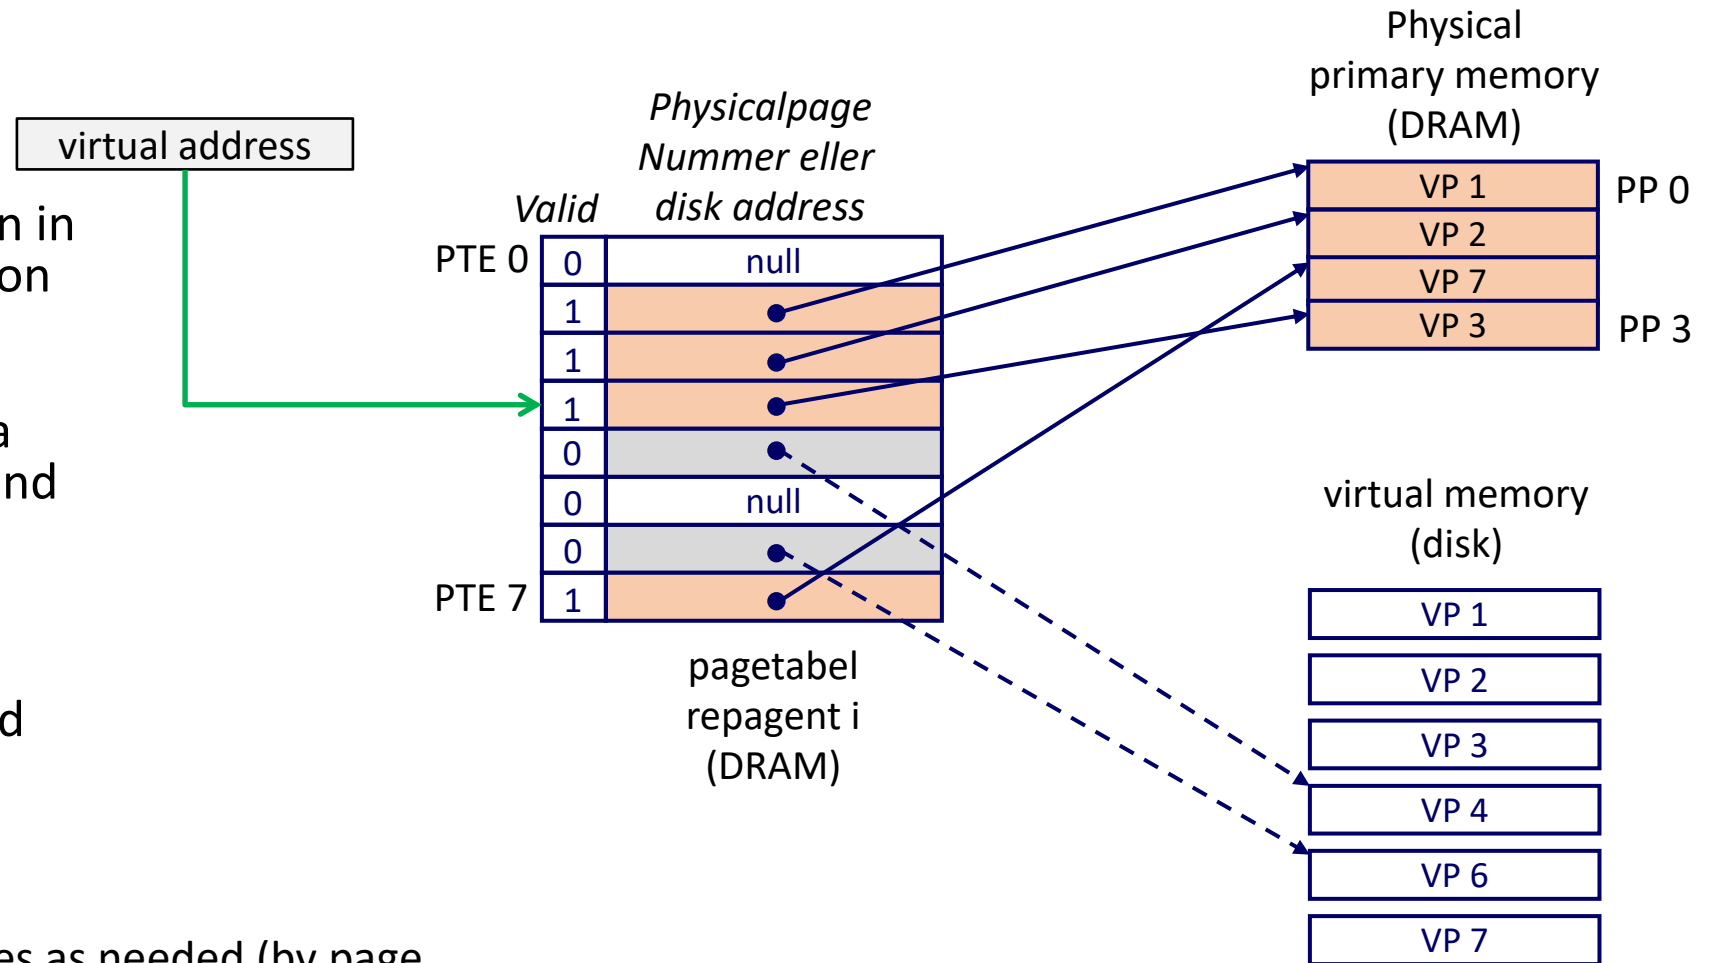 Physical
primary memory
(DRAM)
Physicalpage
Nummer eller
disk address
virtual address
Valid
n in
on
a
nd
d
es as needed (by page
PTE 0
0
null
1
1
1
0
0
null
0
PTE 7
1
pagetabel
repagent i
(DRAM)
VP 1
PP 0
VP 2
VP 7
VP 3
PP 3
virtual memory
(disk)
VP 1
VP 2
VP 3
VP 4
VP 6
VP 7